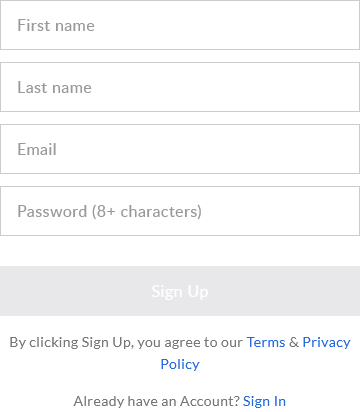 First name
Last name
Email
Password (8+ characters)
Sign Up
By clicking Sign Up, you agree to our Terms & Privacy
Policy
Already have an Account? Sign In